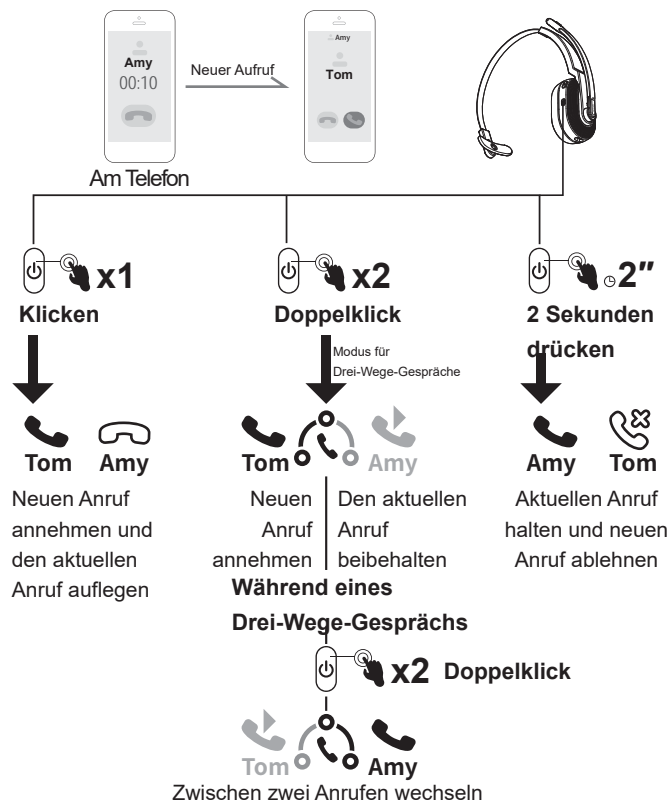 Amy
00:10
Neuer Aufruf
Amy
Tom
Am Telefon
x1
Klicken
x2
Doppelklick
2″
2 Sekunden
drücken
Modus für
Drei-Wege-Gespräche
Tom Amy
Neuen Anruf
annehmen und
den aktuellen
Anruf auflegen
Tom Amy
Neuen
Anruf
annehmen
Den aktuellen
Anruf
beibehalten
Amy Tom
Aktuellen Anruf
halten und neuen
Anruf ablehnen
Während eines
Drei-Wege-Gesprächs
x2 Doppelklick
Tom Amy
Zwischen zwei Anrufen wechseln